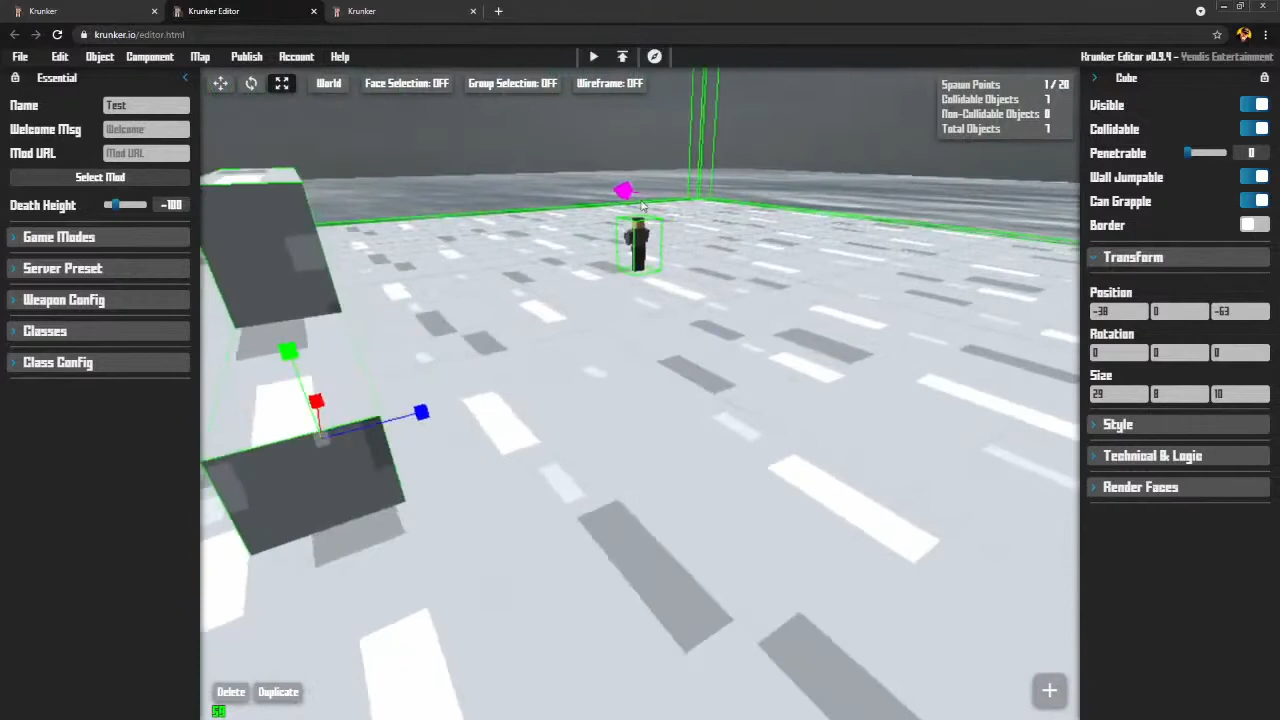 Krunker
Krunker Editor
Krunker
krunker.io/editor.html
File Edit Object Component Map Publish Account Help
Krunker Editor v0.9.4 - Yendis Entertainment
Essential
Name Test
Welcome Msg Welcome
Mod URL Mod URL
Select Mod
Death Height -100
Game Modes
Server Preset
Weapon Config
Classes
Class Config
World Face Selection: OFF Group Selection: OFF Wireframe: OFF
Spawn Points 1/20
Collidable Objects 7
Non-Collidable Objects 0
Total Objects 7
Delete Duplicate
Cube
Visible
Collidable
Penetrable 0
Wall Jumpable
Can Grapple
Border
Transform
Position
-38 0 -63
Rotation
0 0 0
Size
29 8 10
Style
Technical & Logic
Render Faces